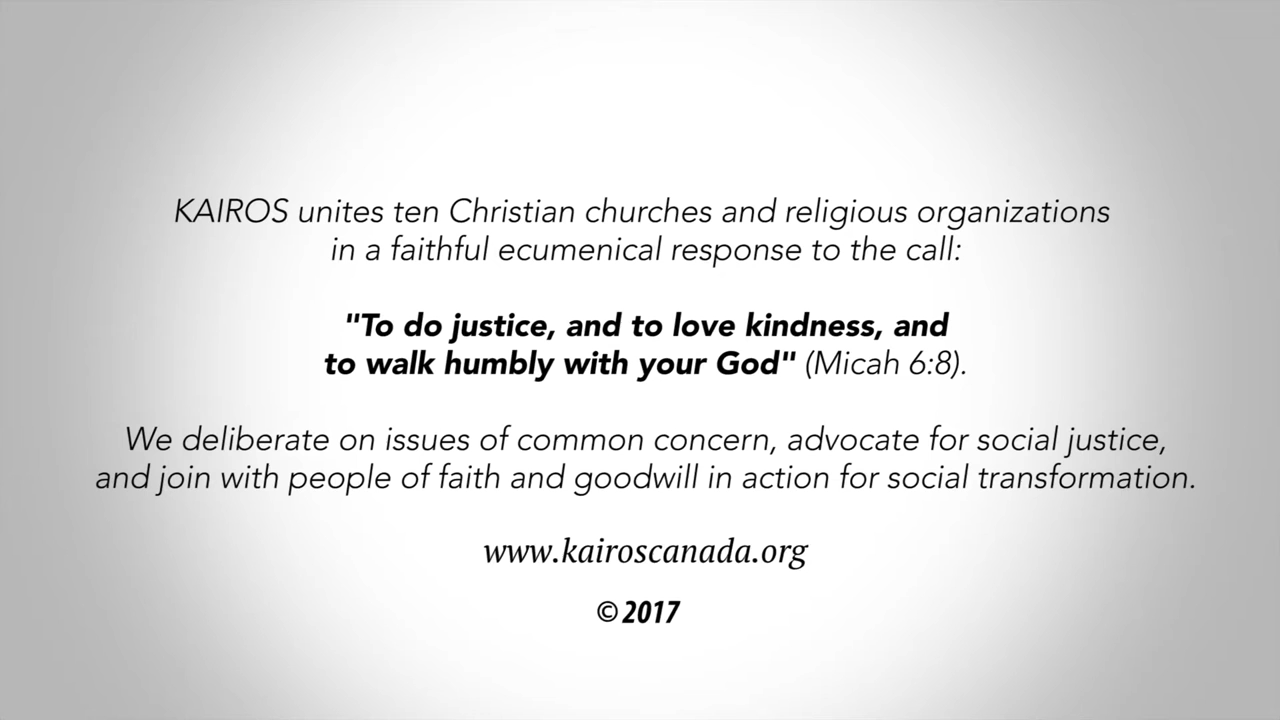 KAIROS unites ten Christian churches and religious organizations
in a faithful ecumenical response to the call:
"To do justice, and to love kindness, and
to walk humbly with your God" (Micah 6:8).
We deliberate on issues of common concern, advocate for social justice,
and join with people of faith and goodwill in action for social transformation.
www.kairoscanada.org
© 2017